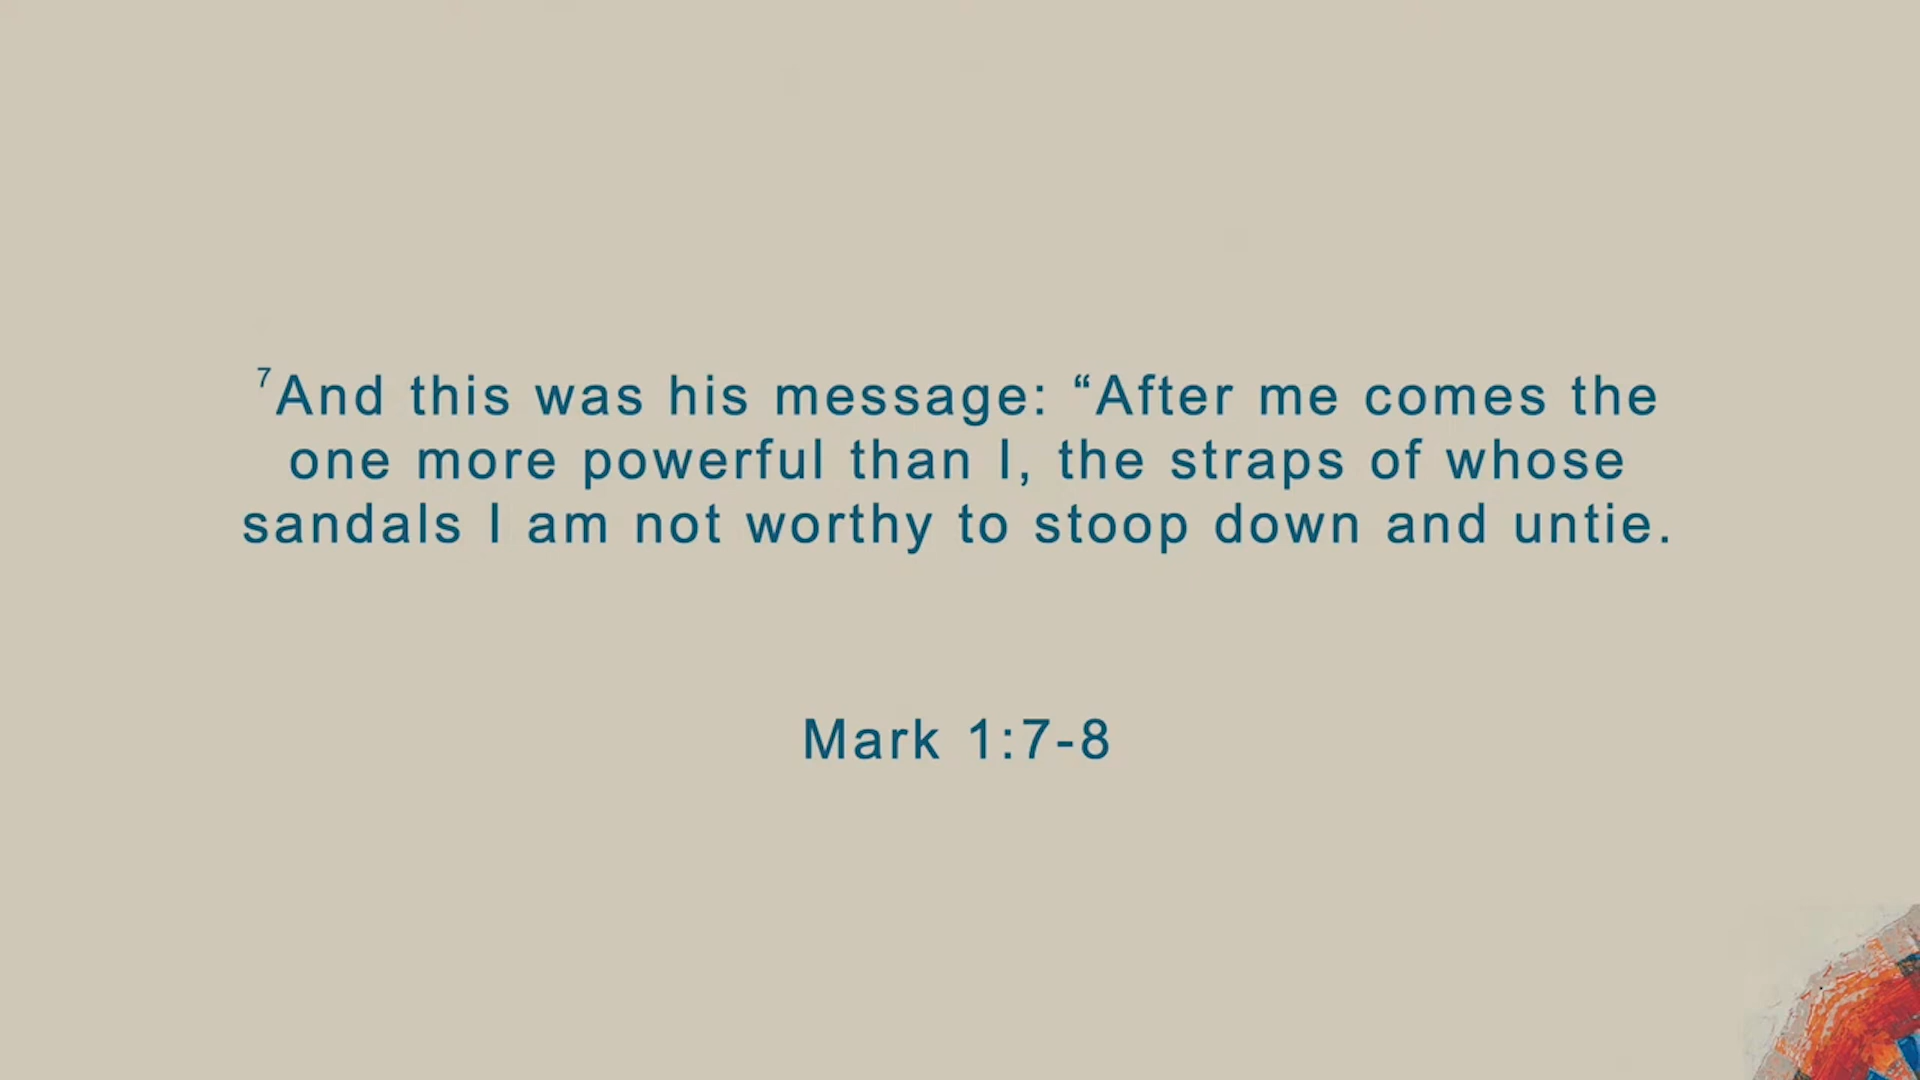 ⁷And this was his message: “After me comes the
one more powerful than I, the straps of whose
sandals I am not worthy to stoop down and untie.
Mark 1:7-8